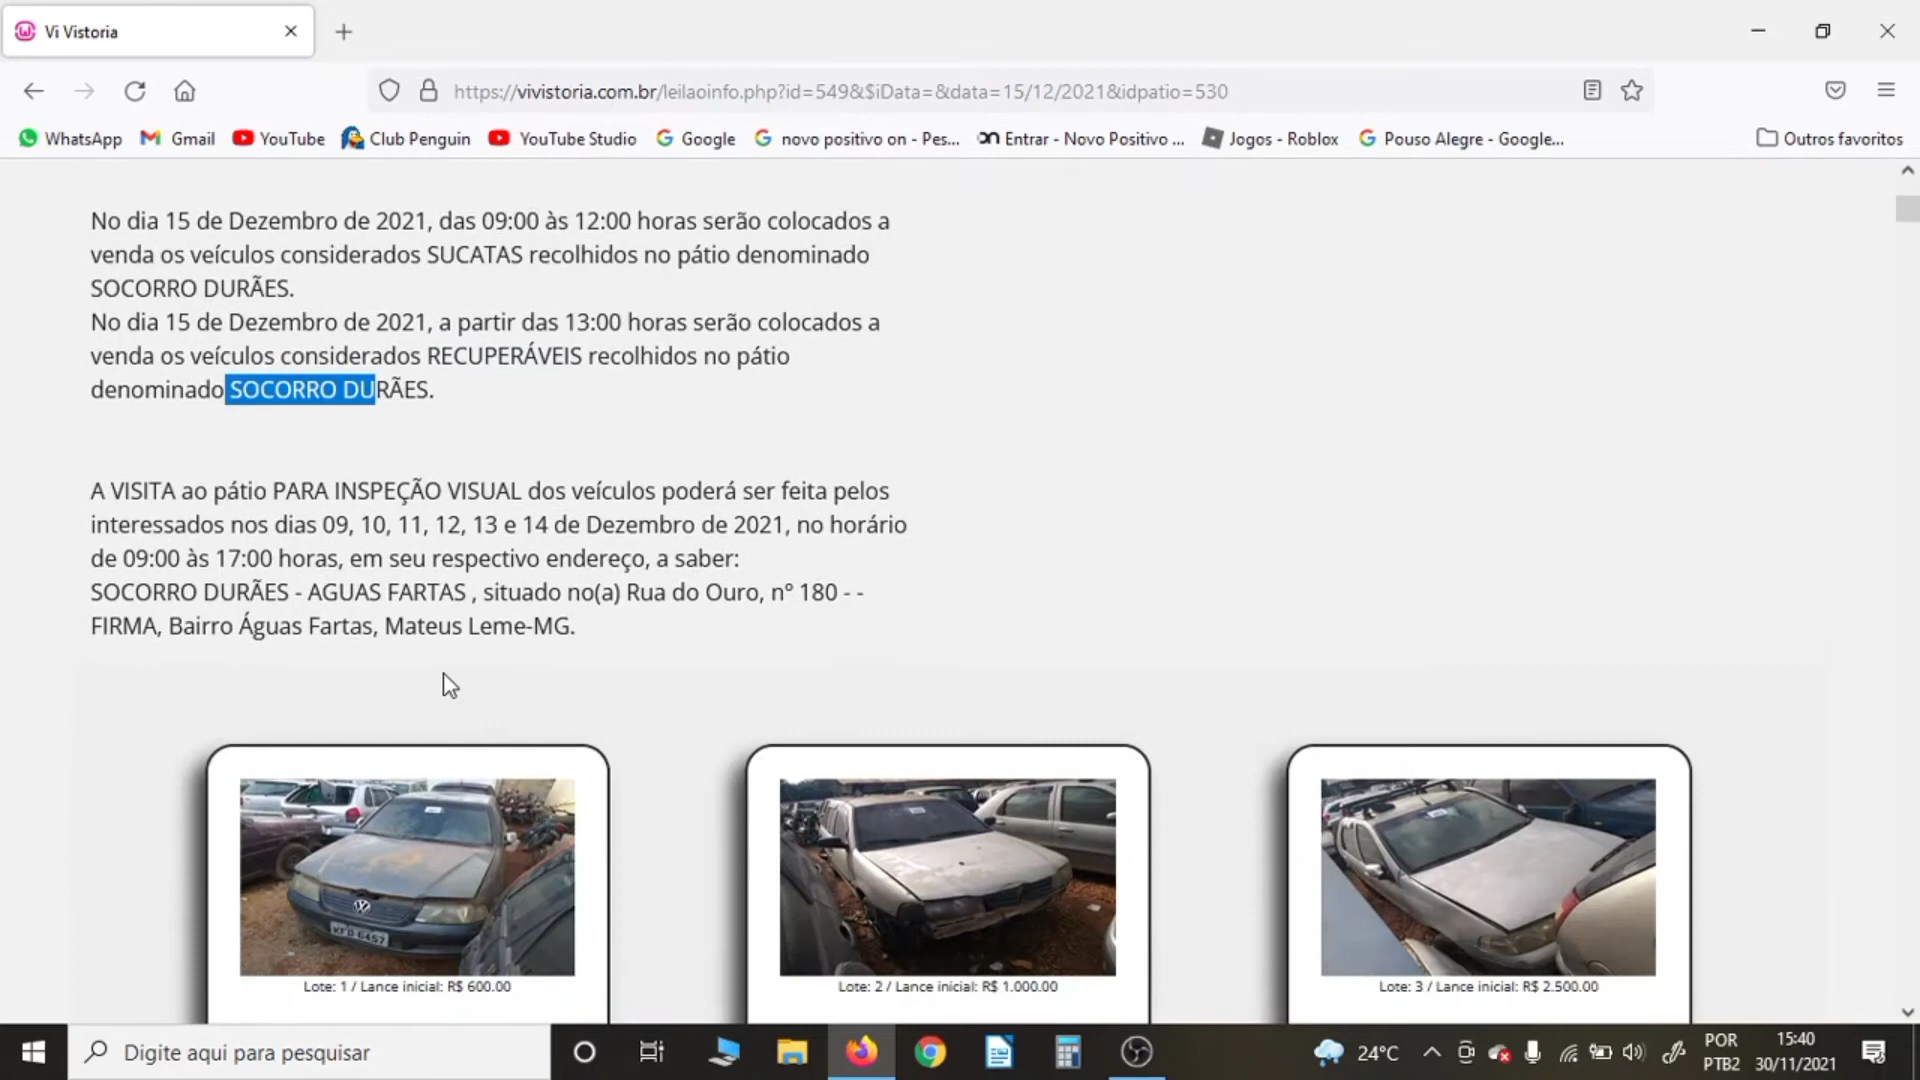 Vi Vistoria
https://vivistoria.com.br/leilaoinfo.php?id=549&$iData=&data=15/12/2021&idpatio=530
WhatsApp Gmail YouTube Club Penguin YouTube Studio Google novo positivo on - Pes... Entrar - Novo Positivo ... Jogos - Roblox Pouso Alegre - Google... Outros favoritos
No dia 15 de Dezembro de 2021, das 09:00 às 12:00 horas serão colocados a
venda os veículos considerados SUCATAS recolhidos no pátio denominado
SOCORRO DURÃES.
No dia 15 de Dezembro de 2021, a partir das 13:00 horas serão colocados a
venda os veículos considerados RECUPERÁVEIS recolhidos no pátio
denominado SOCORRO DURÃES.
A VISITA ao pátio PARA INSPEÇÃO VISUAL dos veículos poderá ser feita pelos
interessados nos dias 09, 10, 11, 12, 13 e 14 de Dezembro de 2021, no horário
de 09:00 às 17:00 horas, em seu respectivo endereço, a saber:
SOCORRO DURÃES - AGUAS FARTAS , situado no(a) Rua do Ouro, nº 180 - -
FIRMA, Bairro Águas Fartas, Mateus Leme-MG.
Lote: 1 / Lance inicial: R$ 600.00
Lote: 2 / Lance inicial: R$ 1.000.00
Lote: 3 / Lance inicial: R$ 2.500.00
Digite aqui para pesquisar
24°C
POR
PTB2
15:40
30/11/2021